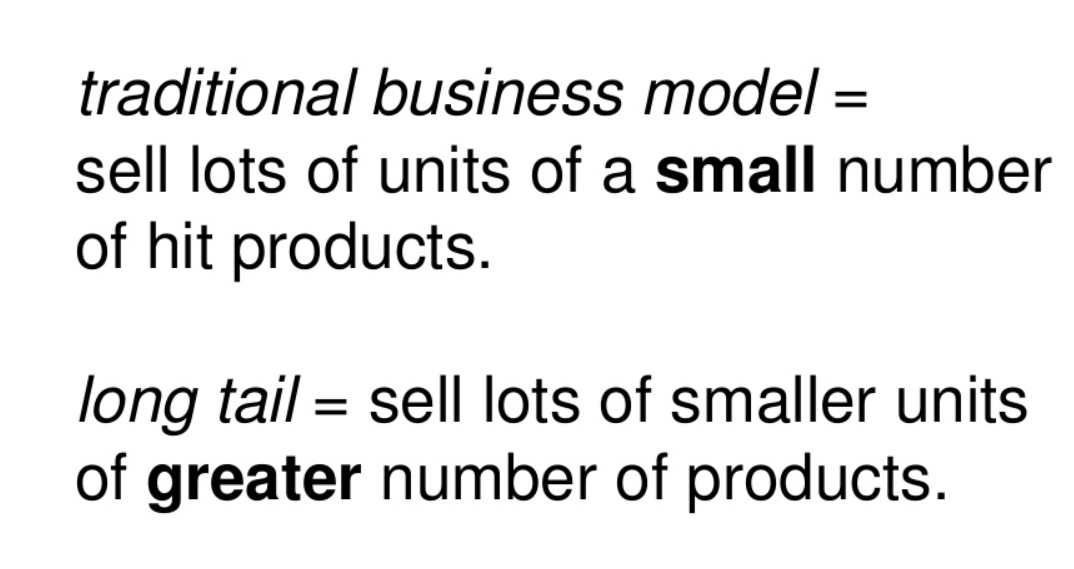 traditional business model =
sell lots of units of a small number
of hit products.
long tail = sell lots of smaller units
of greater number of products.